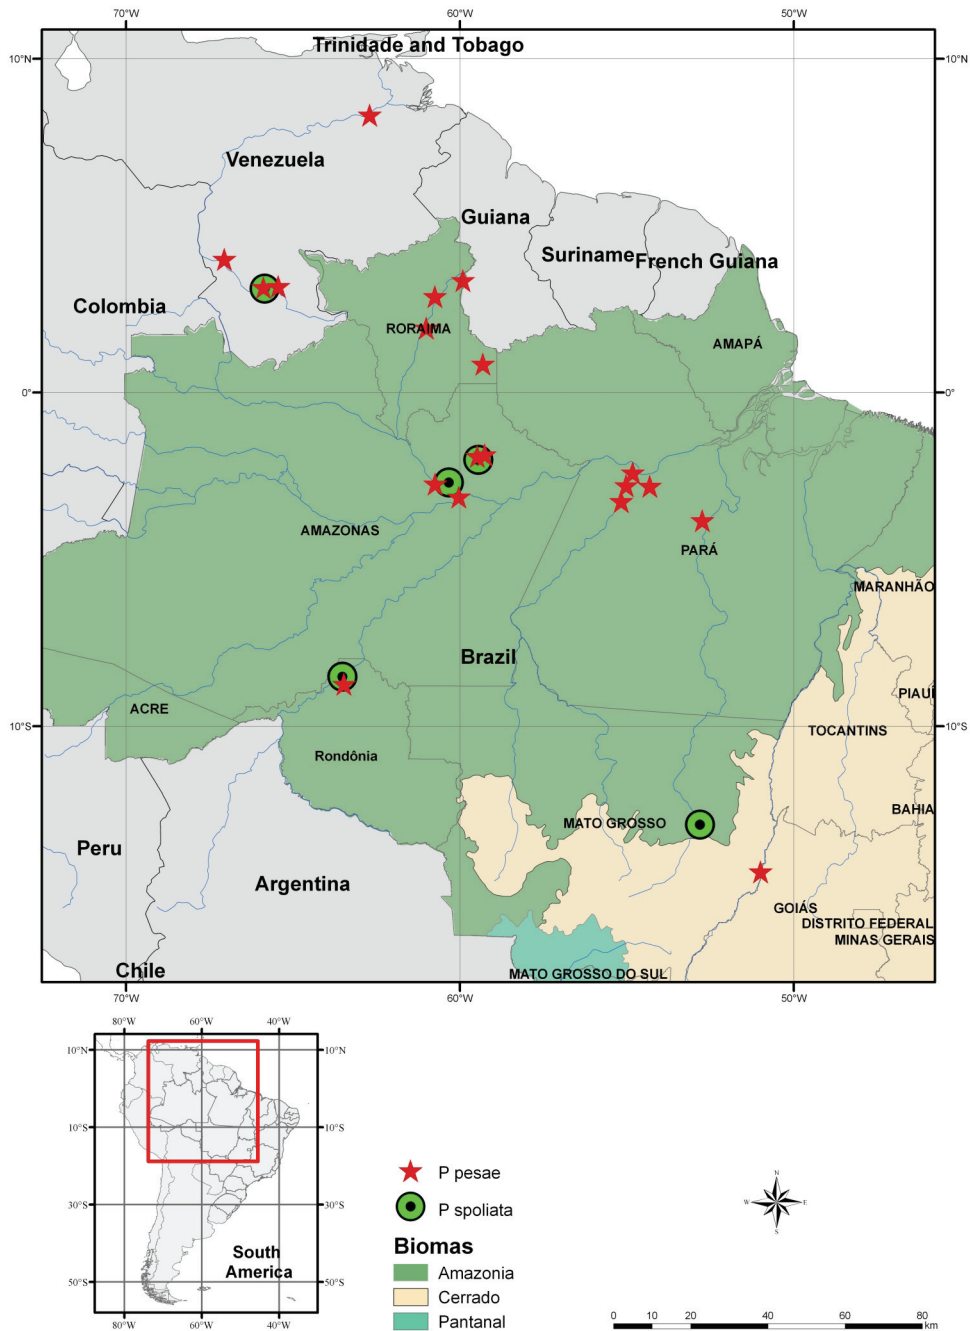 70°W 60°W 50°W
Trinidade and Tobago
10°N 10°N
Venezuela
Guiana
Suriname
French Guiana
Colombia
RORAIMA
AMAPÁ
0° 0°
AMAZONAS
PARÁ
MARANHÃO
Brazil
PIAUÍ
ACRE
10°S 10°S
TOCANTINS
Rondônia
BAHIA
MATO GROSSO
Peru
Argentina
GOIÁS
DISTRITO FEDERAL
MINAS GERAIS
Chile
MATO GROSSO DO SUL
70°W 60°W 50°W
80°W 60°W 40°W
10°N 10°N
10°S 10°S
30°S 30°S
50°S 50°S
South
America
80°W 60°W 40°W
P pesae
P spoliata
Biomas
Amazonia
Cerrado
Pantanal
N
W E
S
0 10 20 40 60 80
km